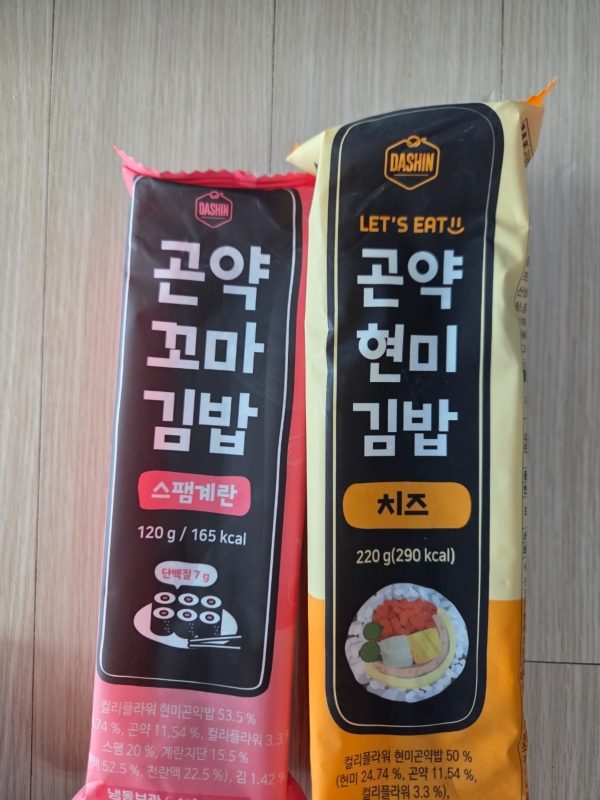 DASHIN
곤약
꼬마
김밥
스팸계란
120 g / 165 kcal
단백질 7 g
컬리플라워 현미곤약밥 53.5 %
74 %, 곤약 11.54 %, 컬리플라워 3.3
스팸 20 %, 계란지단 15.5 %
52.5 %, 전란액 22.5 %), 김 1.42 %
DASHIN
LET'S EAT
곤약
현미
김밥
치즈
220 g(290 kcal)
컬리플라워 현미곤약밥 50 %
(현미 24.74 %, 곤약 11.54 %,
컬리플라워 3.3 %),